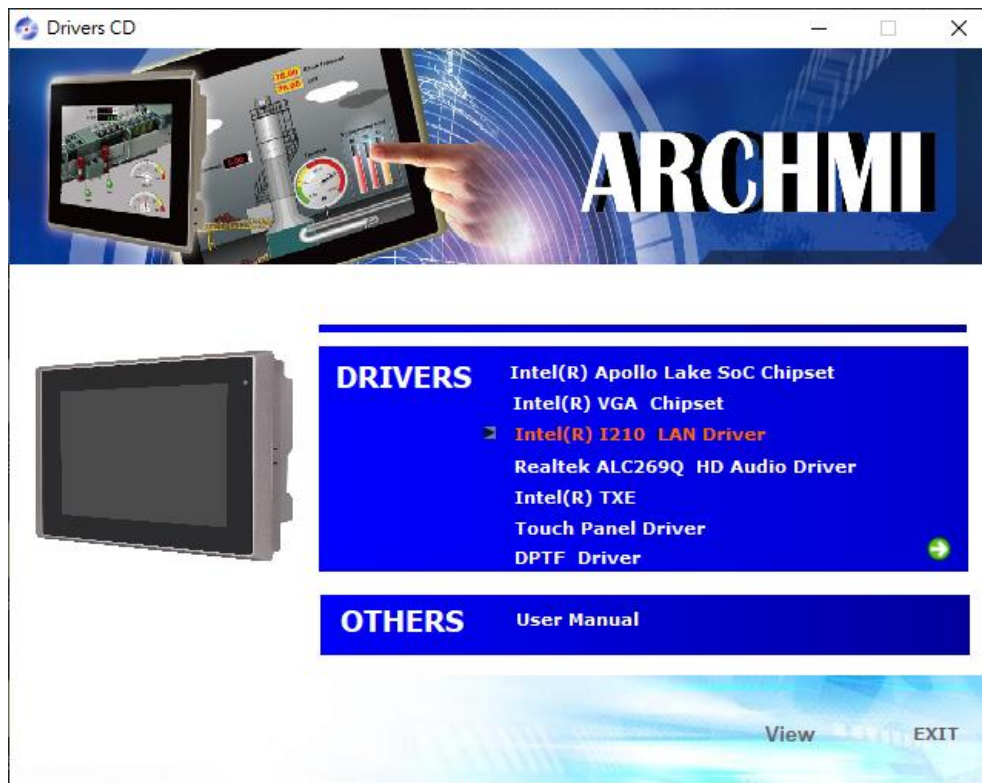 Drivers CD
ARCHMI
DRIVERS
Intel(R) Apollo Lake SoC Chipset
Intel(R) VGA Chipset
Intel(R) I210 LAN Driver
Realtek ALC269Q HD Audio Driver
Intel(R) TXE
Touch Panel Driver
DPTF Driver
OTHERS
User Manual
View
EXIT